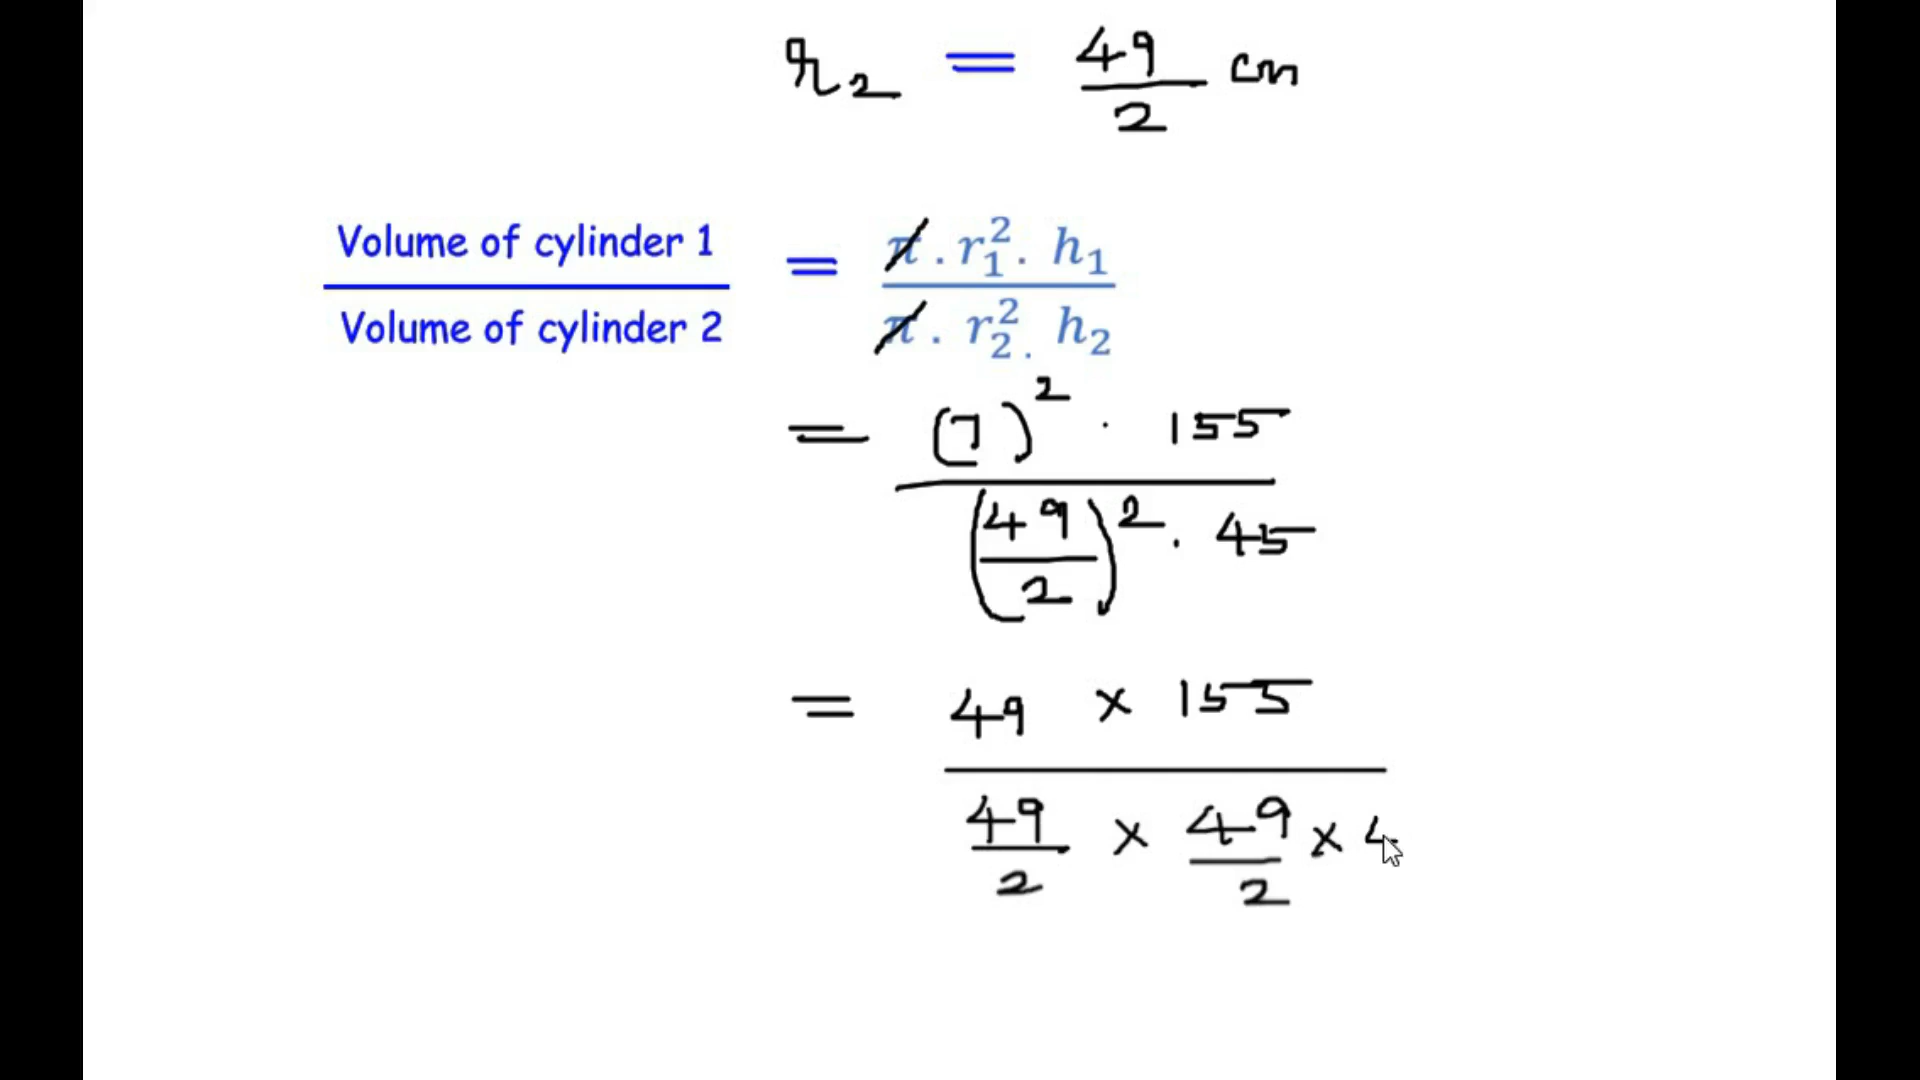 r₂ = 49/2 cm
Volume of cylinder 1 / Volume of cylinder 2 = π . r₁² . h₁ / π . r₂² . h₂
= (7)² · 155 / (49/2)² · 45
= 49 × 155 / 49/2 × 49/2 × 4